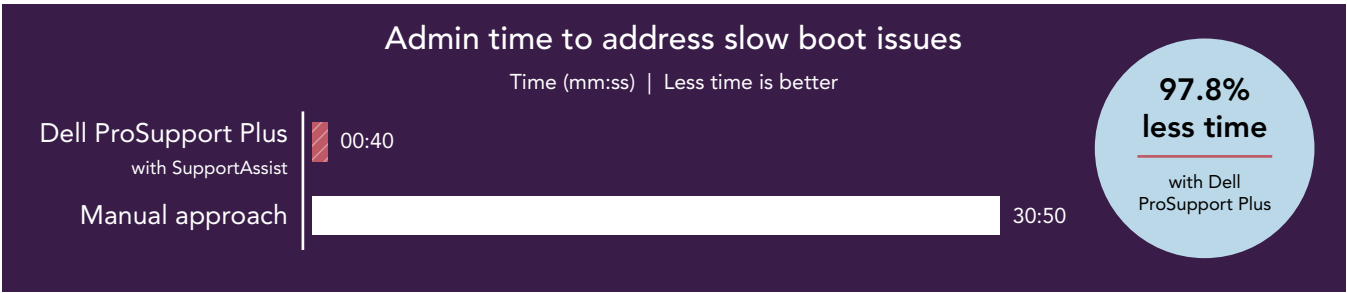 Admin time to address slow boot issues
Time (mm:ss) | Less time is better
Dell ProSupport Plus
with SupportAssist
00:40
Manual approach
30:50
97.8%
less time
with Dell
ProSupport Plus